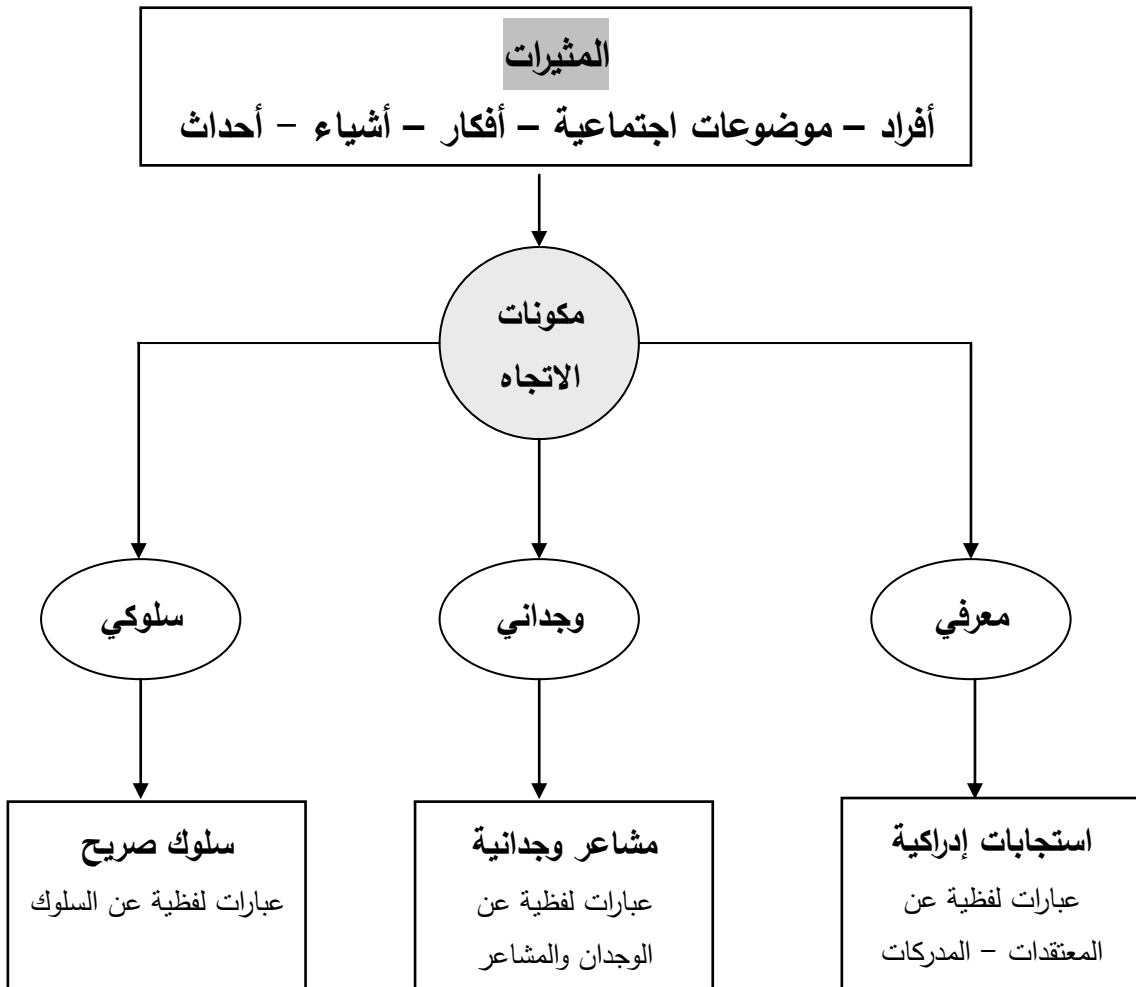 المثيرات
أفراد – موضوعات اجتماعية – أفكار – أشياء – أحداث
مكونات
الاتجاه
معرفي
وجداني
سلوكي
استجابات إدراكية
عبارات لفظية عن
المعتقدات – المدركات
مشاعر وجدانية
عبارات لفظية عن
الوجدان والمشاعر
سلوك صريح
عبارات لفظية عن السلوك